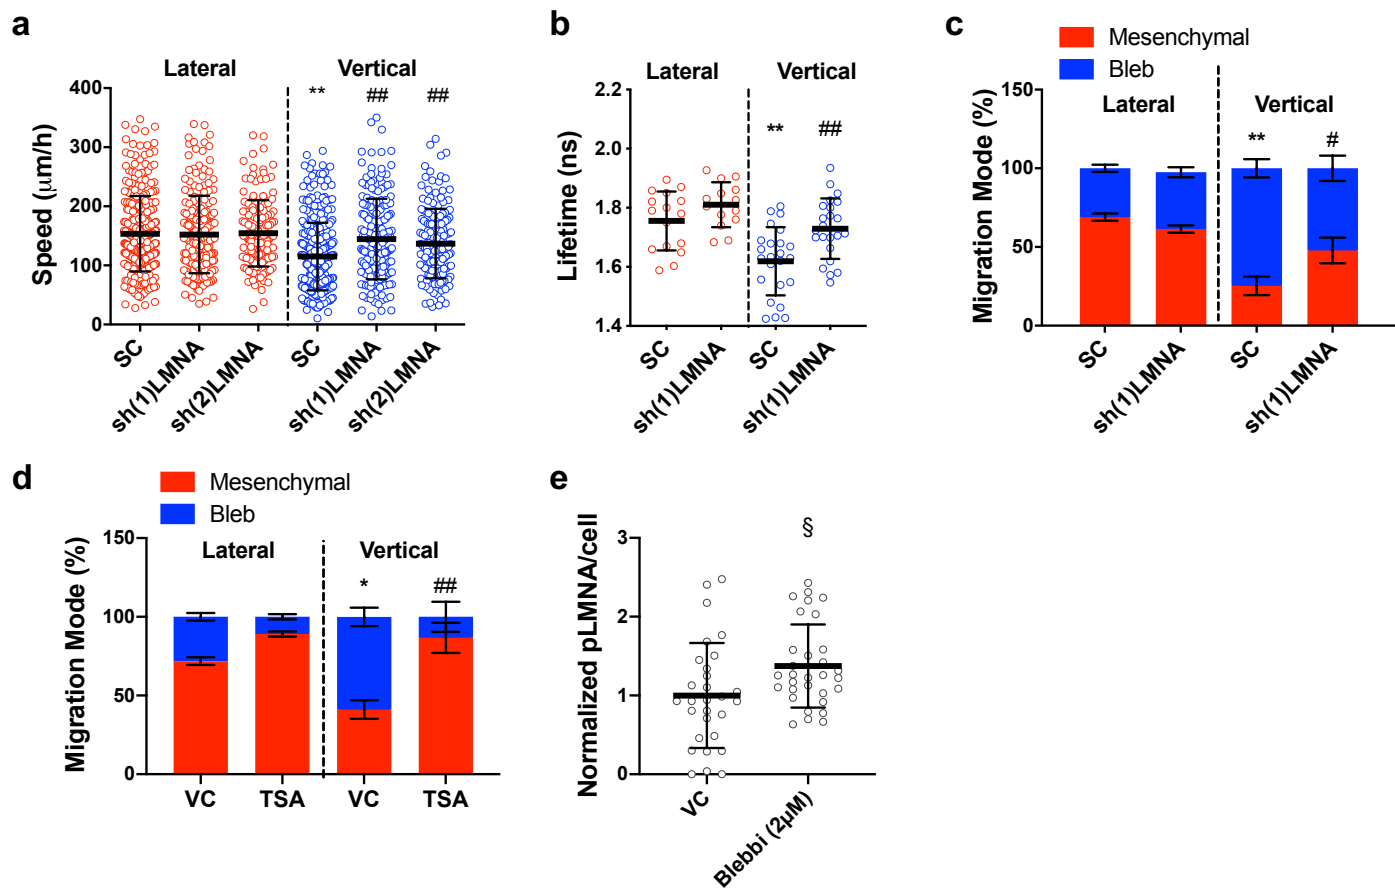 a
Lateral
Vertical
**
##
##
Speed (µm/h)
400
300
200
100
0
SC
sh(1)LMNA
sh(2)LMNA
SC
sh(1)LMNA
sh(2)LMNA
b
Lateral
Vertical
**
##
Lifetime (ns)
2.2
2.0
1.8
1.6
1.4
SC
sh(1)LMNA
SC
sh(1)LMNA
c
Mesenchymal
Bleb
Lateral
Vertical
**
#
Migration Mode (%)
150
100
50
0
SC
sh(1)LMNA
SC
sh(1)LMNA
d
Mesenchymal
Bleb
Lateral
Vertical
*
##
Migration Mode (%)
150
100
50
0
VC
TSA
VC
TSA
e
§
Normalized pLMNA/cell
3
2
1
0
VC
Blebbi (2µM)